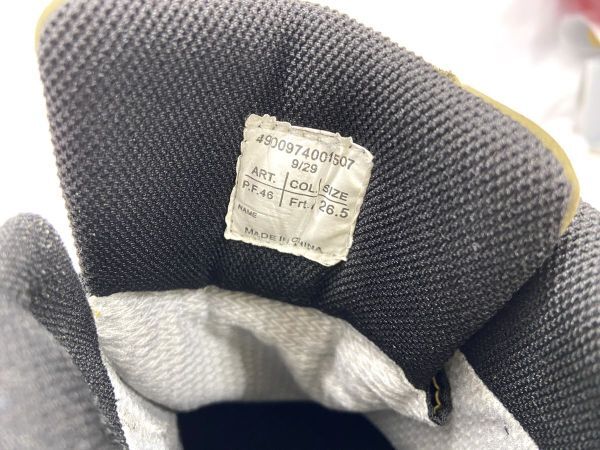 4900974001507
9/29
ART. COL. SIZE
P.F.46 Frt. 26.5
NAME
MADE IN CHINA